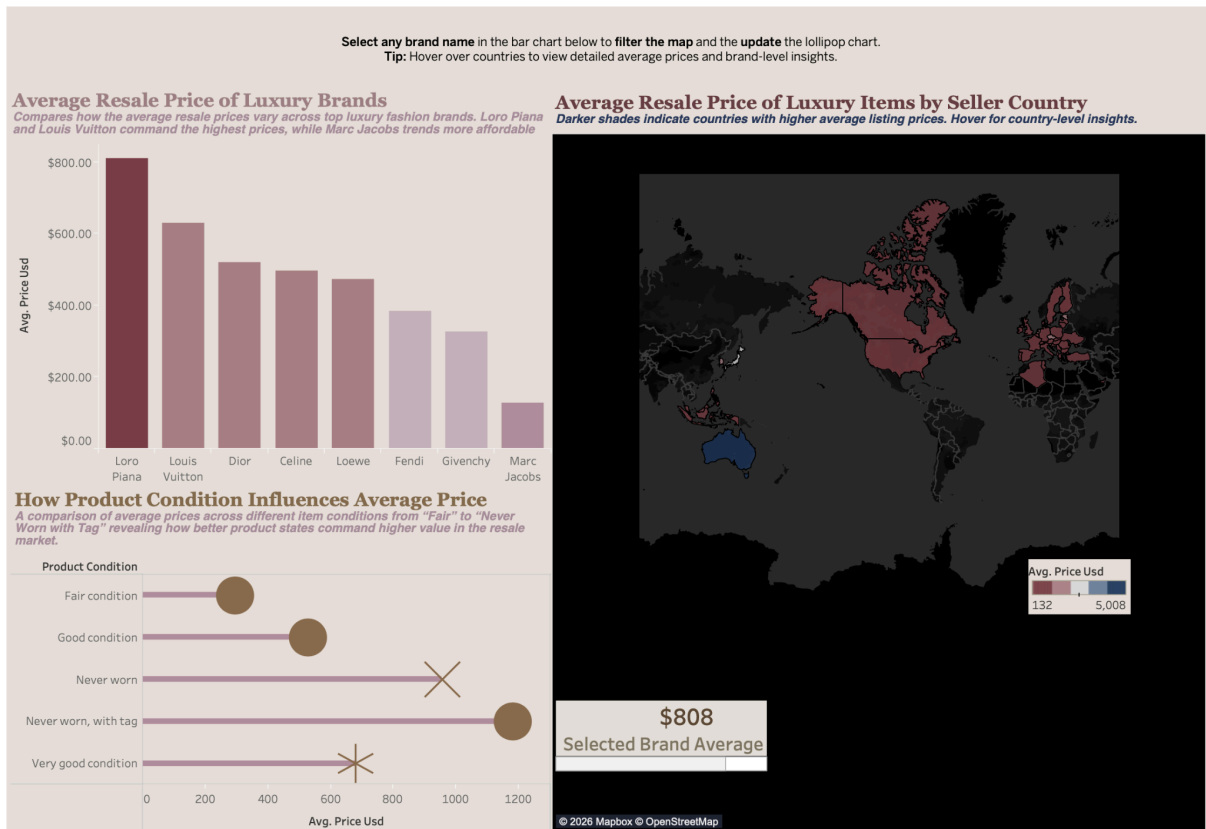 Select any brand name in the bar chart below to filter the map and the update the lollipop chart.
Tip: Hover over countries to view detailed average prices and brand-level insights.
Average Resale Price of Luxury Brands
Compares how the average resale prices vary across top luxury fashion brands. Loro Piana
and Louis Vuitton command the highest prices, while Marc Jacobs trends more affordable
$800.00
$600.00
$400.00
$200.00
$0.00
Avg. Price Usd
Loro Piana
Louis Vuitton
Dior
Celine
Loewe
Fendi
Givenchy
Marc Jacobs
How Product Condition Influences Average Price
A comparison of average prices across different item conditions from “Fair” to “Never
Worn with Tag” revealing how better product states command higher value in the resale
market.
Product Condition
Fair condition
Good condition
Never worn
Never worn, with tag
Very good condition
0 200 400 600 800 1000 1200
Avg. Price Usd
Average Resale Price of Luxury Items by Seller Country
Darker shades indicate countries with higher average listing prices. Hover for country-level insights.
Avg. Price Usd
132 5,008
$808
Selected Brand Average
© 2026 Mapbox © OpenStreetMap